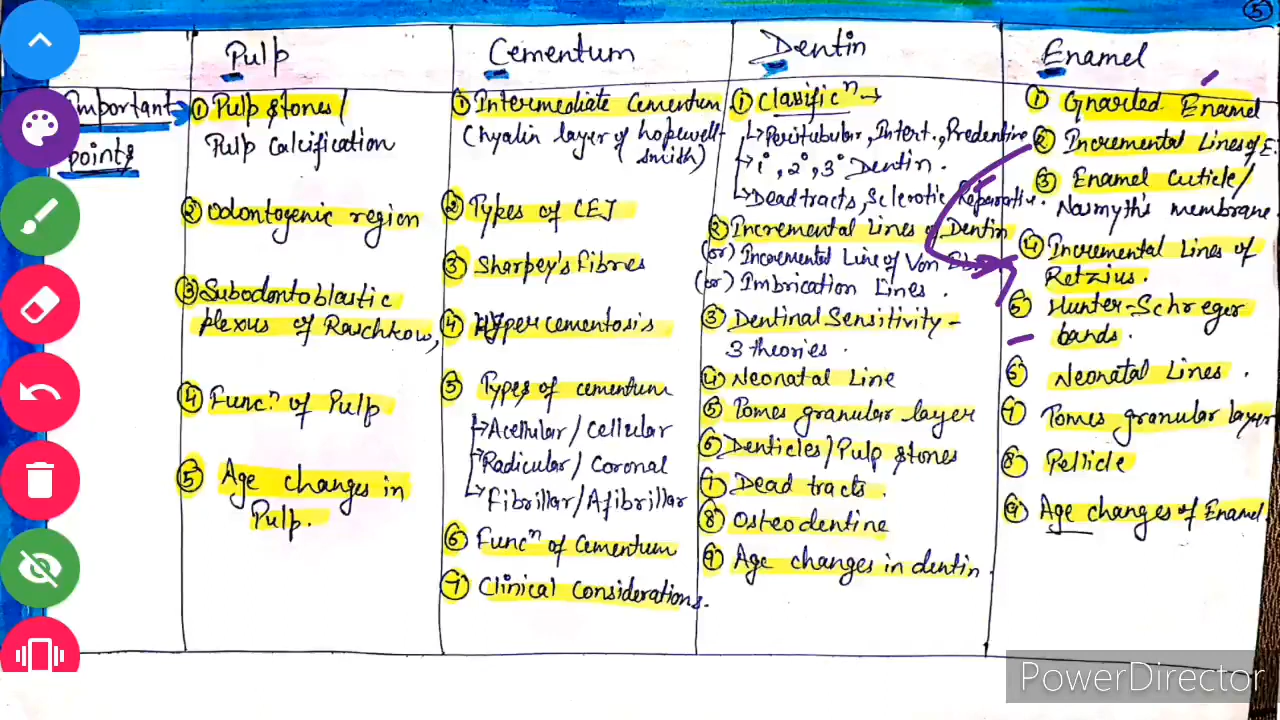 5
Pulp
Cementum
Dentin
Enamel
Important points
① Pulp stones /
Pulp Calcification
② Odontogenic region
③ Subodontoblastic
plexus of Raschkow,
④ Funcⁿ. of Pulp
⑤ Age changes in
Pulp.
① Intermediate Cementum
(hyalin layer of hopewell-
smith)
② Types of CEJ
③ Sharpey's fibres
④ Hypercementosis
⑤ Types of cementum
↳ Acellular / Cellular
↳ Radicular / Coronal
↳ Fibrillar / Afibrillar
⑥ Funcⁿ of Cementum
⑦ Clinical Considerations.
① Classificⁿ →
↳ Peritubular, Intert., Predentine
↳ 1°, 2°, 3° Dentin.
↳ Dead tracts, Sclerotic, Reparative.
② Incremental Lines of Dentin
(or) Incremental Line of Von
(or) Imbrication Lines.
③ Dentinal Sensitivity -
3 theories.
④ Neonatal Line
⑤ Tomes granular layer
⑥ Denticles / Pulp stones
⑦ Dead tracts.
⑧ Osteodentine
⑨ Age changes in dentin.
① Gnarled Enamel
② Incremental Lines of E.
③ Enamel cuticle /
Nasmyth's membrane
④ Incremental Lines of
Retzius.
⑤ Hunter-Schreger
bands.
⑥ Neonatal Lines.
⑦ Tomes granular layer
⑧ Pellicle
⑨ Age changes of Enamel
PowerDirector